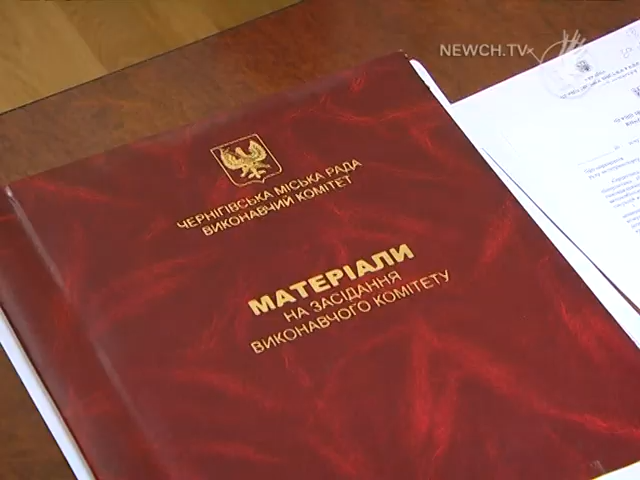 NEWCH.TV
ЧЕРНІГІВСЬКА МІСЬКА РАДА
ВИКОНАВЧИЙ КОМІТЕТ
МАТЕРІАЛИ
НА ЗАСІДАННЯ
ВИКОНАВЧОГО КОМІТЕТУ